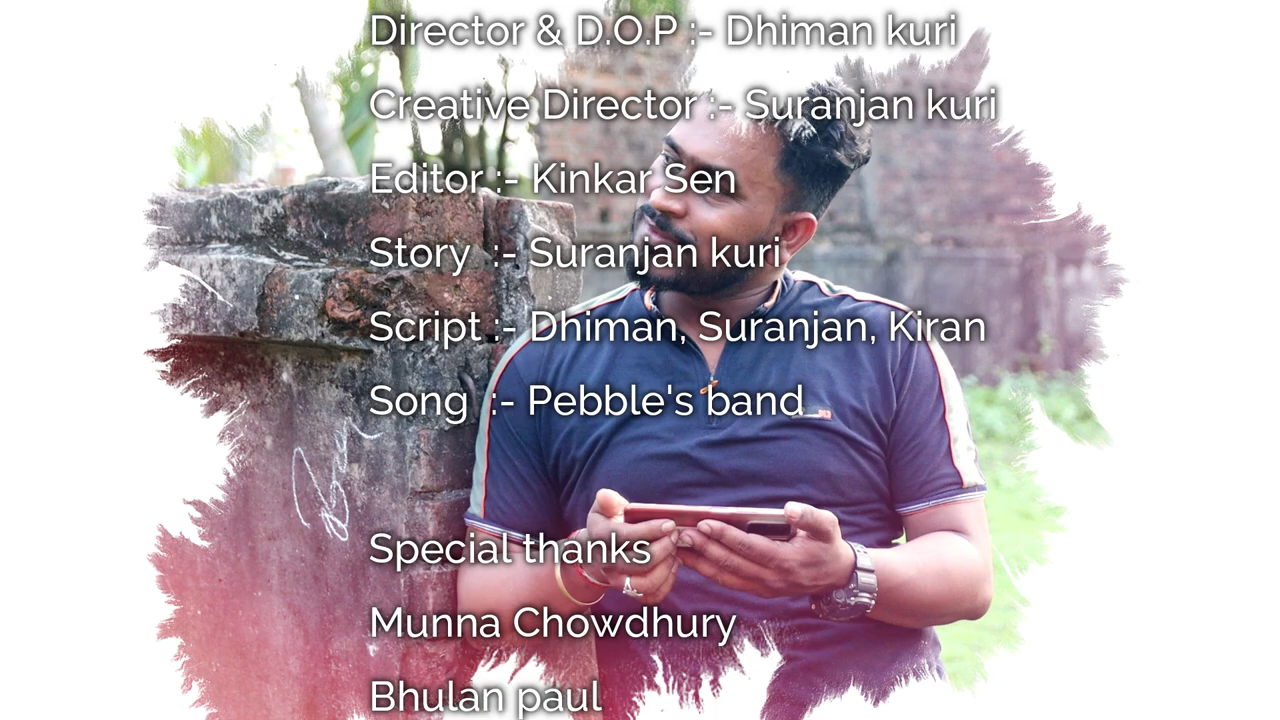 Director & D.O.P :- Dhiman kuri
Creative Director :- Suranjan kuri
Editor :- Kinkar Sen
Story :- Suranjan kuri
Script :- Dhiman, Suranjan, Kiran
Song :- Pebble's band
Special thanks
Munna Chowdhury
Bhulan paul